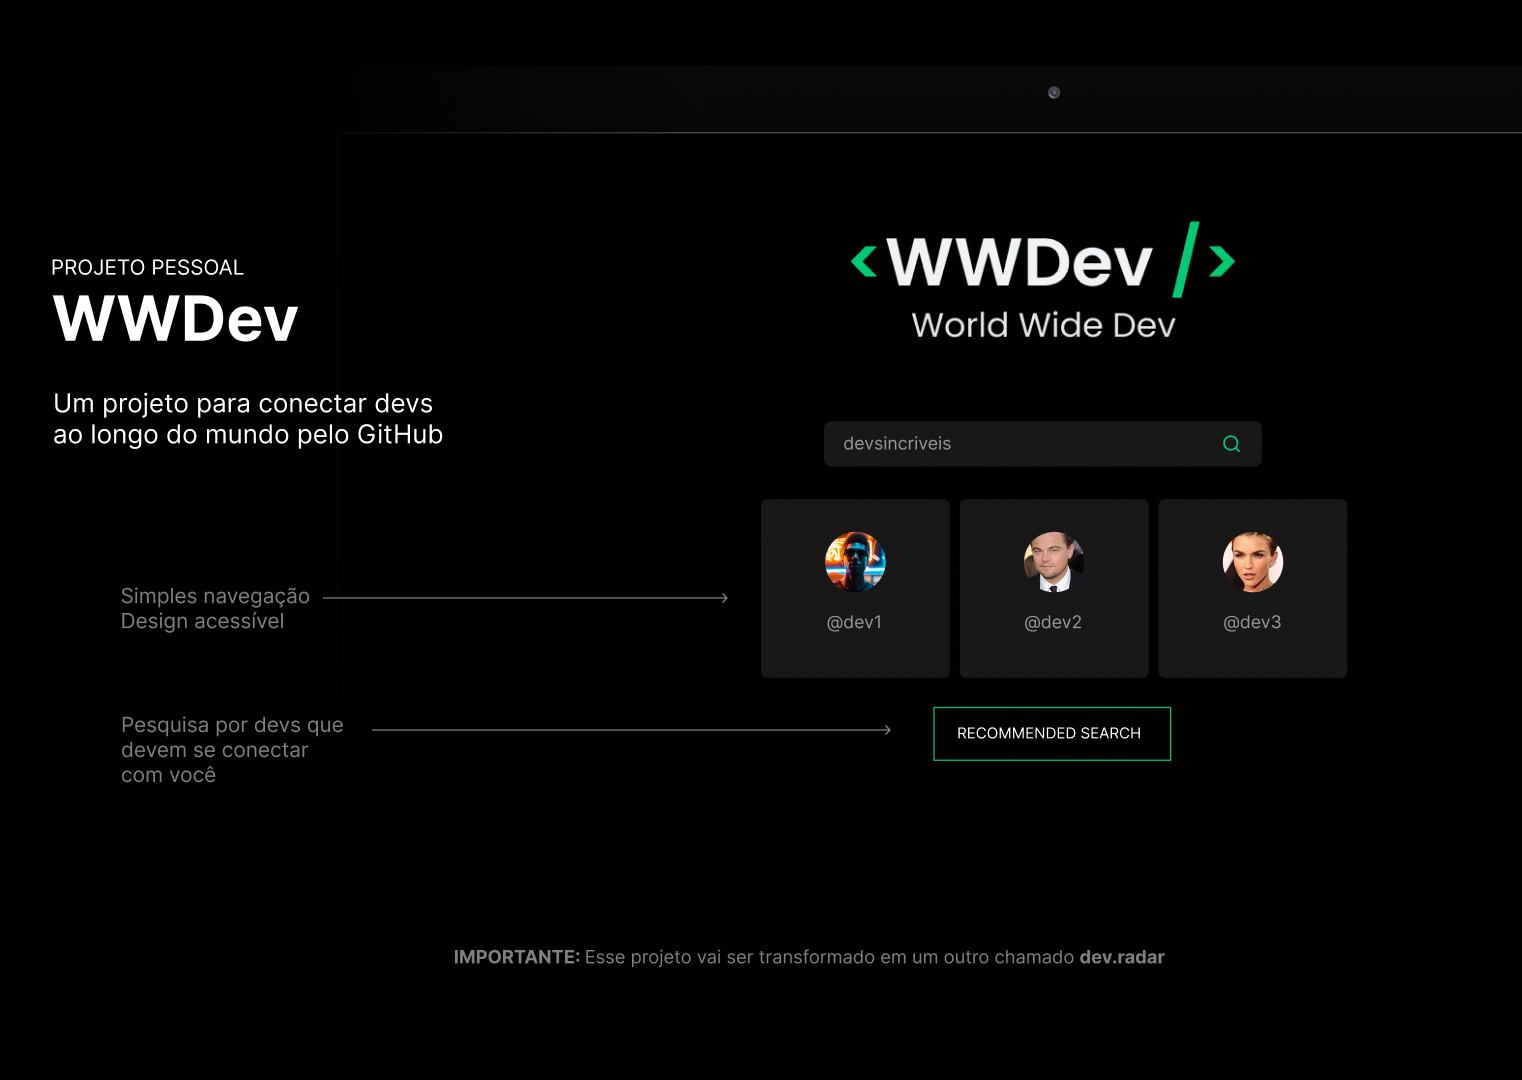 PROJETO PESSOAL
WWDev
Um projeto para conectar devs
ao longo do mundo pelo GitHub
Simples navegação
Design acessível
Pesquisa por devs que
devem se conectar
com você
<WWDev />
World Wide Dev
devsincriveis
@dev1 @dev2 @dev3
RECOMMENDED SEARCH
IMPORTANTE: Esse projeto vai ser transformado em um outro chamado dev.radar